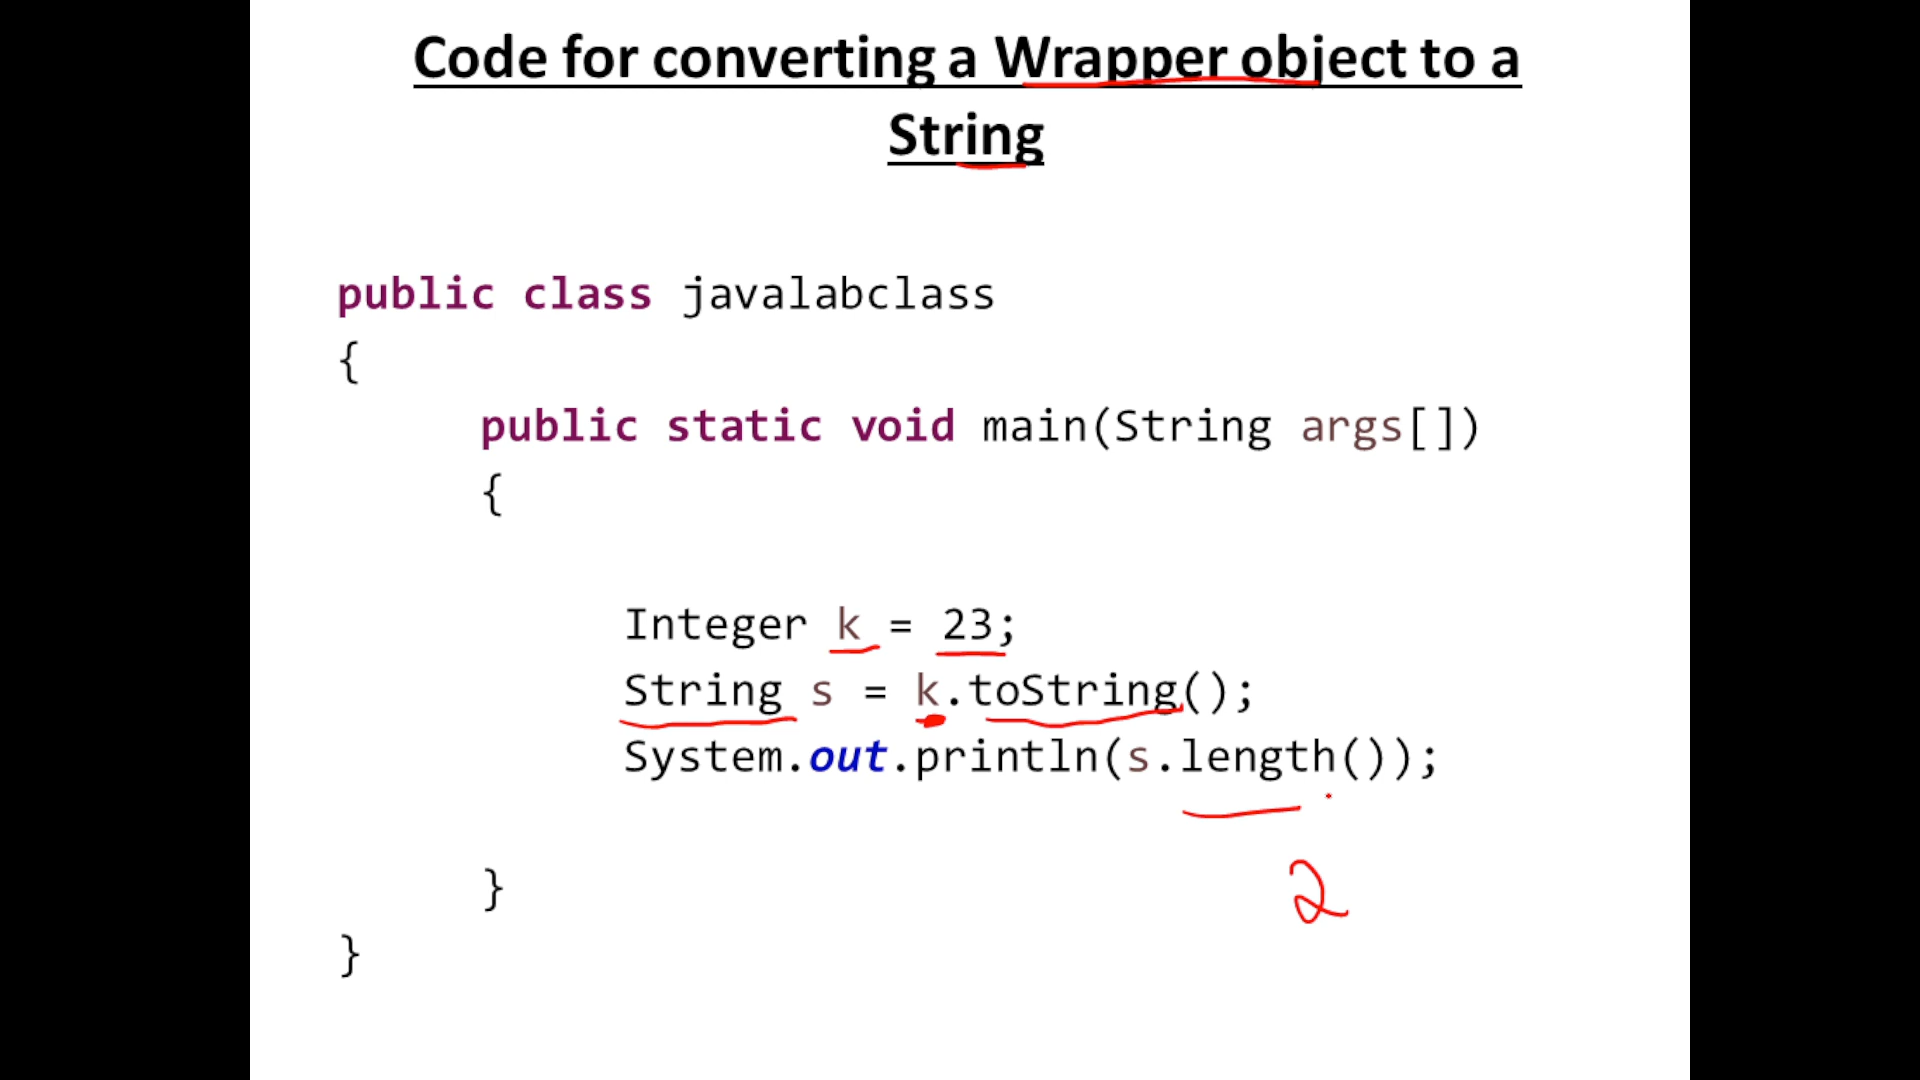 Code for converting a Wrapper object to a
String
public class javalabclass
{
public static void main(String args[])
{
Integer k = 23;
String s = k.toString();
System.out.println(s.length());
2
}
}